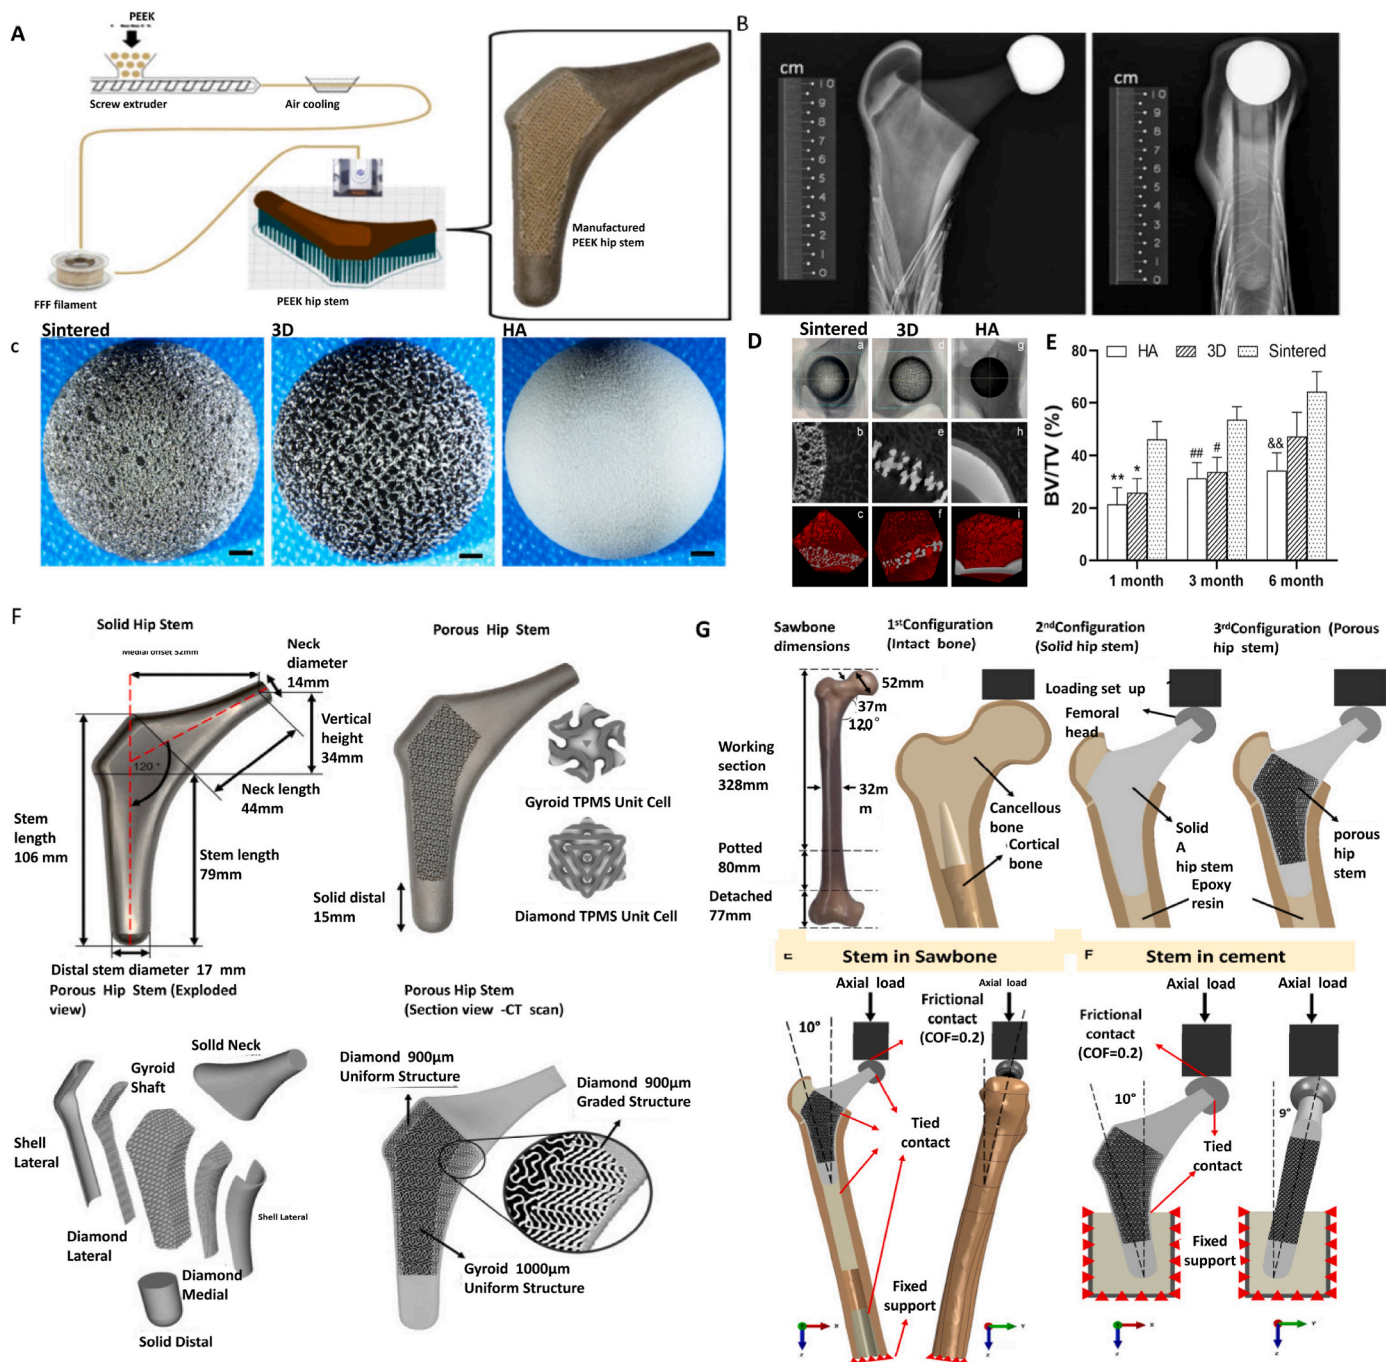 A
PEEK
Screw extruder
Air cooling
FFF filament
PEEK hip stem
Manufactured
PEEK hip stem
B
cm
10
9
8
7
6
5
4
3
2
1
0
cm
10
9
8
7
6
5
4
3
2
1
0
c
Sintered
3D
HA
D
Sintered
3D
HA
a
d
g
b
e
h
c
f
i
E
HA
3D
Sintered
BV/TV (%)
80
60
40
20
0
**
*
##
#
&&
1 month
3 month
6 month
F
Solid Hip Stem
Medial offset 52mm
Neck
diameter
14mm
Vertical
height
34mm
120 °
Neck length
44mm
Stem
length
106 mm
Stem length
79mm
Distal stem diameter 17 mm
Porous Hip Stem
Gyroid TPMS Unit Cell
Diamond TPMS Unit Cell
Solid distal
15mm
Porous Hip Stem (Exploded
view)
Solid Neck
Gyroid
Shaft
Shell
Lateral
Diamond
Lateral
Shell Lateral
Diamond
Medial
Solid Distal
Porous Hip Stem
(Section view -CT scan)
Diamond 900µm
Uniform Structure
Diamond 900µm
Graded Structure
Gyroid 1000µm
Uniform Structure
G
Sawbone
dimensions
52mm
37m
120°
Working
section
328mm
32m
m
Potted
80mm
Detached
77mm
1stConfiguration
(Intact bone)
Cancellous
bone
Cortical
bone
2ndConfiguration
(Solid hip stem)
Loading set up
Femoral
head
Solid
A
hip stem
Epoxy
resin
3rdConfiguration (Porous
hip stem)
porous
hip
stem
E
Stem in Sawbone
Axial load
Axial load
10°
Frictional
contact
(COF=0.2)
Tied
contact
Fixed
support
X
Z
Y
Z
F
Stem in cement
Axial load
Axial load
Frictional
contact
(COF=0.2)
10°
9°
Tied
contact
Fixed
support
X
Z
Y
Z